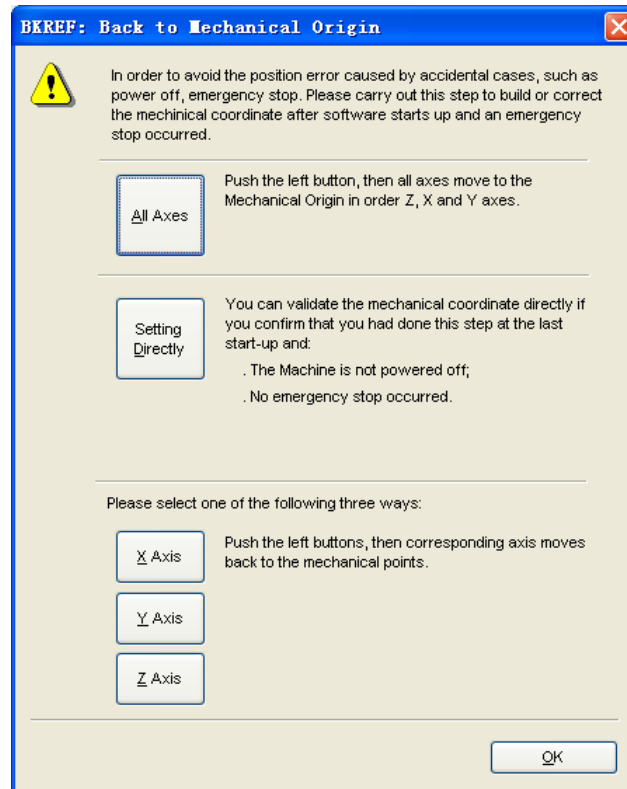 BKREF: Back to Mechanical Origin
In order to avoid the position error caused by accidental cases, such as
power off, emergency stop. Please carry out this step to build or correct
the mechinical coordinate after software starts up and an emergency
stop occurred.
All Axes
Push the left button, then all axes move to the
Mechanical Origin in order Z, X and Y axes.
Setting
Directly
You can validate the mechanical coordinate directly if
you confirm that you had done this step at the last
start-up and:
. The Machine is not powered off;
. No emergency stop occurred.
Please select one of the following three ways:
X Axis
Push the left buttons, then corresponding axis moves
back to the mechanical points.
Y Axis
Z Axis
OK